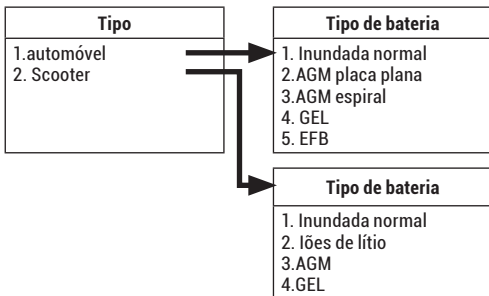 Tipo
1.automóvel
2. Scooter
Tipo de bateria
1. Inundada normal
2.AGM placa plana
3.AGM espiral
4. GEL
5. EFB
Tipo de bateria
1. Inundada normal
2. Iões de lítio
3.AGM
4.GEL